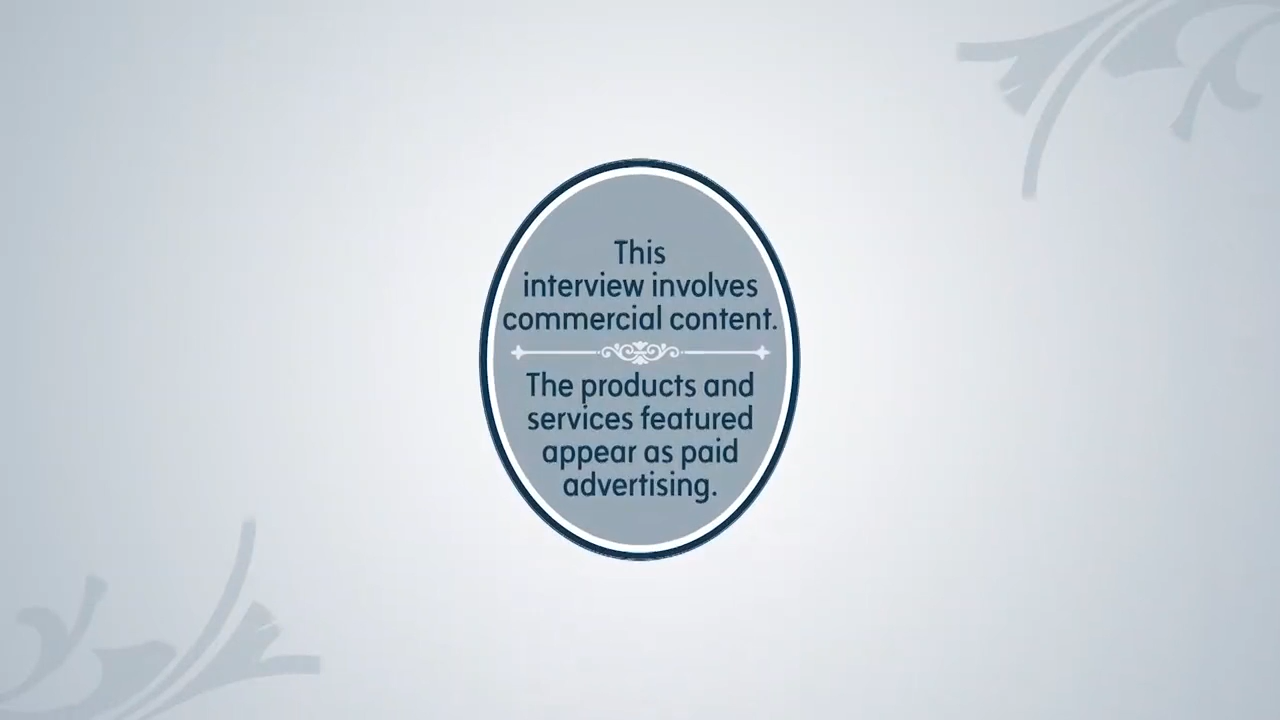 This
interview involves
commercial content.
The products and
services featured
appear as paid
advertising.